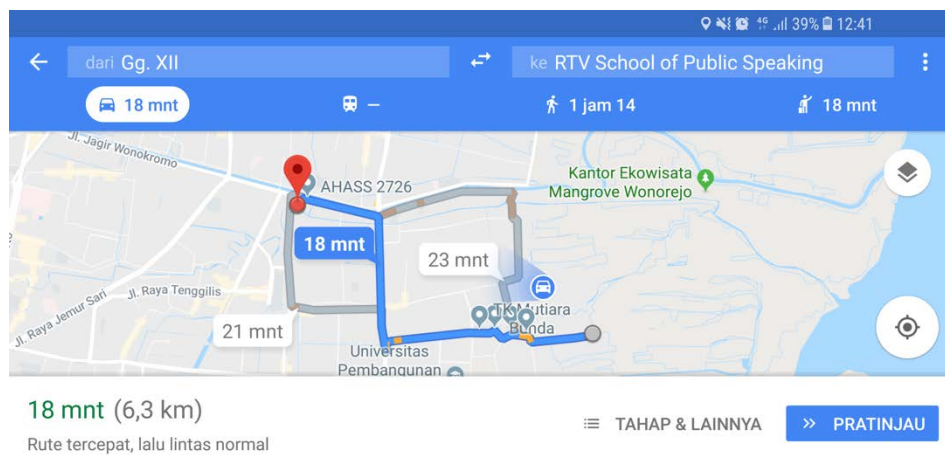 4G 39% 12:41
dari Gg. XII
ke RTV School of Public Speaking
18 mnt
–
1 jam 14
18 mnt
Jl. Jagir Wonokromo
AHASS 2726
Kantor Ekowisata
Mangrove Wonorejo
18 mnt
23 mnt
Jl. Raya Tenggilis
Jl. Raya Jemur Sari
21 mnt
TK Mutiara
Bunda
Universitas
Pembangunan
18 mnt (6,3 km)
Rute tercepat, lalu lintas normal
TAHAP & LAINNYA
PRATINJAU